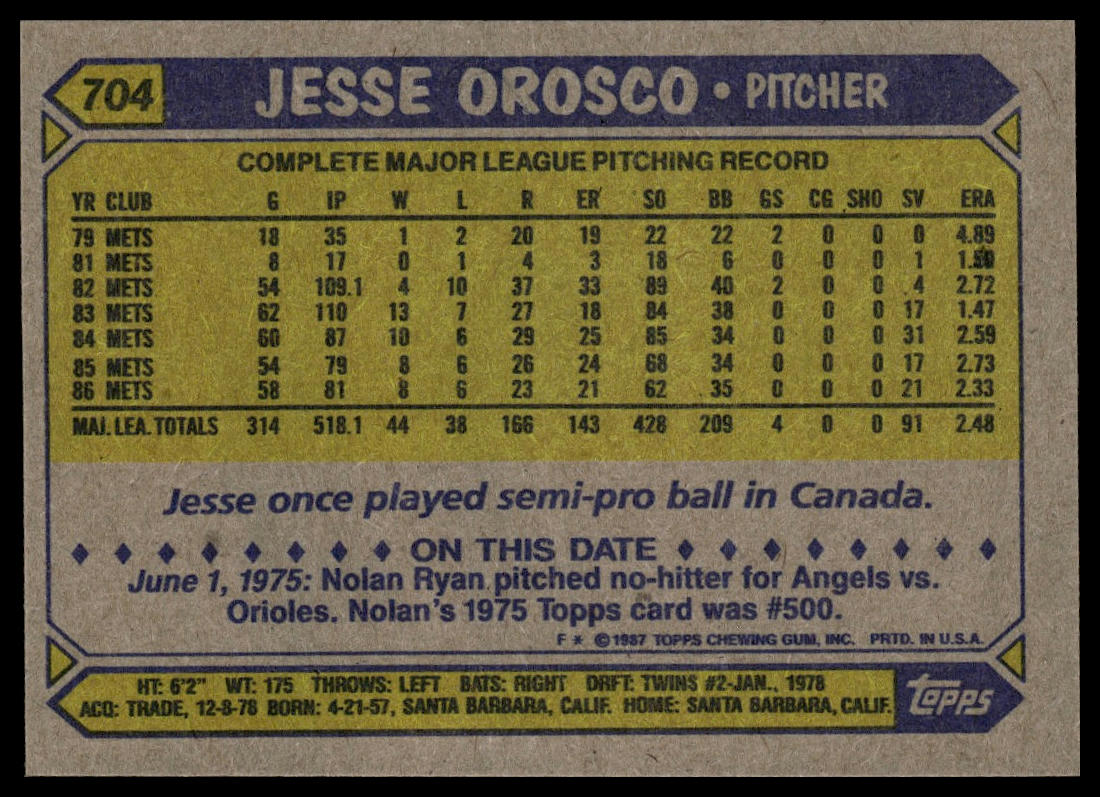 704 JESSE OROSCO • PITCHER
COMPLETE MAJOR LEAGUE PITCHING RECORD
YR CLUB G IP W L R ER SO BB GS CG SHO SV ERA
79 METS 18 35 1 2 20 19 22 22 2 0 0 0 4.89
81 METS 8 17 0 1 4 3 18 6 0 0 0 1 1.59
82 METS 54 109.1 4 10 37 33 89 40 2 0 0 4 2.72
83 METS 62 110 13 7 27 18 84 38 0 0 0 17 1.47
84 METS 60 87 10 6 29 25 85 34 0 0 0 31 2.59
85 METS 54 79 8 6 26 24 68 34 0 0 0 17 2.73
86 METS 58 81 8 6 23 21 62 35 0 0 0 21 2.33
MAJ. LEA. TOTALS 314 518.1 44 38 166 143 428 209 4 0 0 91 2.48
Jesse once played semi-pro ball in Canada.
ON THIS DATE
June 1, 1975: Nolan Ryan pitched no-hitter for Angels vs.
Orioles. Nolan's 1975 Topps card was #500.
F * ©1987 TOPPS CHEWING GUM, INC. PRTD. IN U.S.A.
HT: 6'2" WT: 175 THROWS: LEFT BATS: RIGHT DRFT: TWINS #2-JAN., 1978
ACQ: TRADE, 12-8-78 BORN: 4-21-57, SANTA BARBARA, CALIF. HOME: SANTA BARBARA, CALIF.
topps